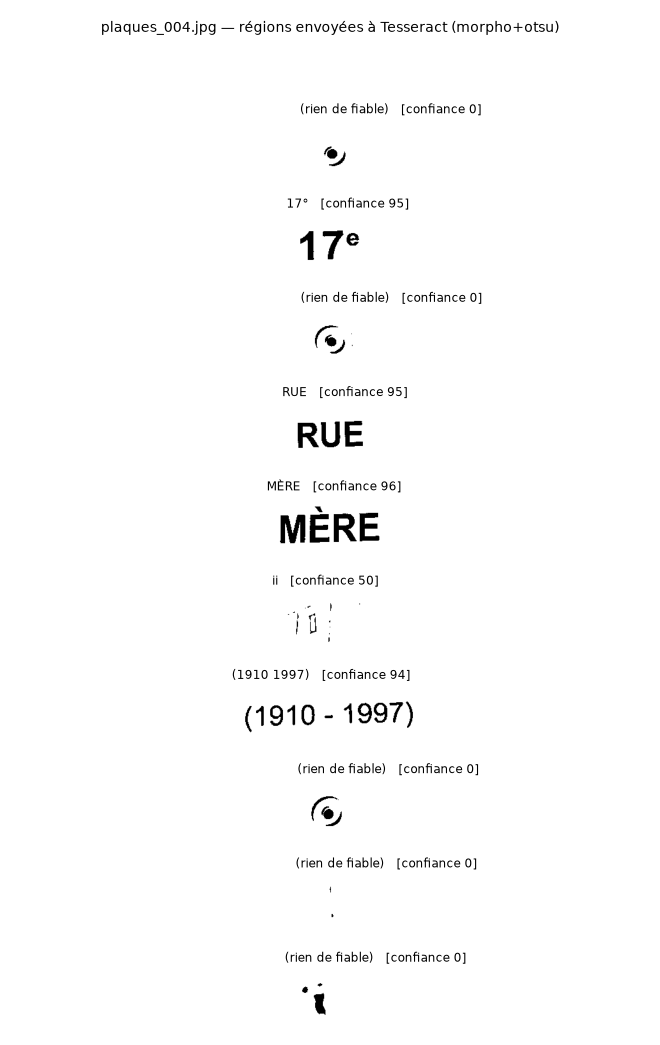 plaques_004.jpg — régions envoyées à Tesseract (morpho+otsu)
(rien de fiable) [confiance 0]
17° [confiance 95]
17e
(rien de fiable) [confiance 0]
RUE [confiance 95]
RUE
MÈRE [confiance 96]
MÈRE
ii [confiance 50]
(1910 1997) [confiance 94]
(1910 - 1997)
(rien de fiable) [confiance 0]
(rien de fiable) [confiance 0]
(rien de fiable) [confiance 0]